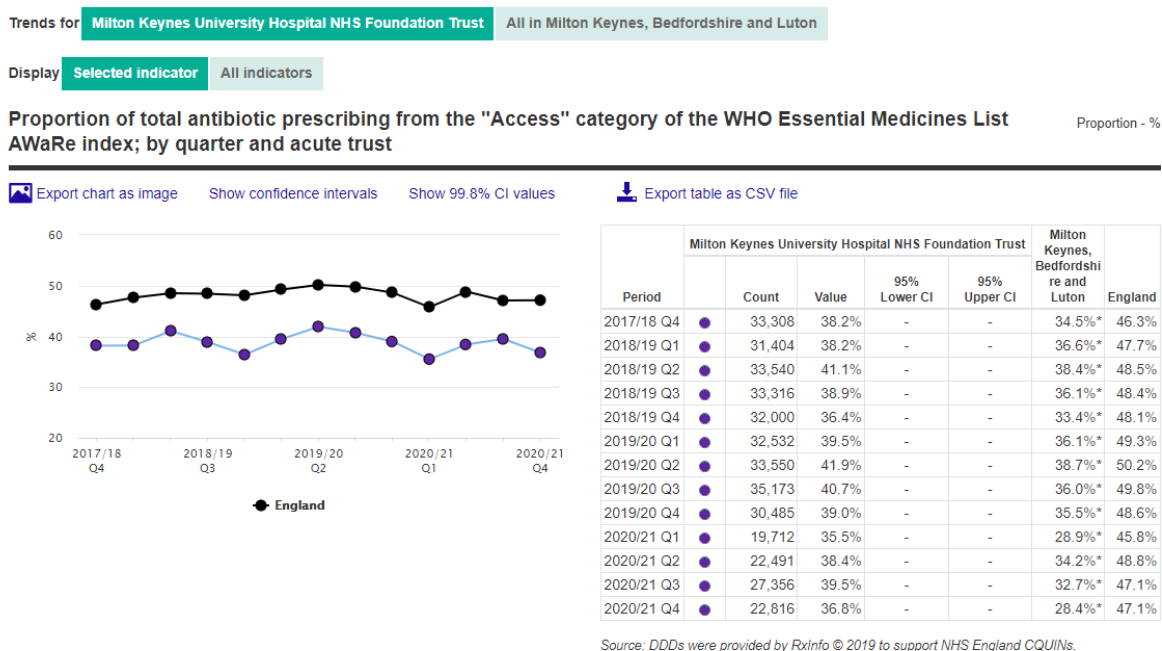 Trends for Milton Keynes University Hospital NHS Foundation Trust All in Milton Keynes, Bedfordshire and Luton
Display Selected indicator All indicators
Proportion of total antibiotic prescribing from the "Access" category of the WHO Essential Medicines List
AWaRe index; by quarter and acute trust
Proportion - %
Export chart as image Show confidence intervals Show 99.8% CI values
Export table as CSV file
60
50
40
30
20
%
2017/18 2018/19 2019/20 2020/21 2020/21
Q4 Q3 Q2 Q1 Q4
England
Milton Keynes University Hospital NHS Foundation Trust
Milton
Keynes,
Bedfordshi
re and
Luton
England
Period Count Value 95% Lower CI 95% Upper CI
2017/18 Q4 33,308 38.2% - - 34.5%* 46.3%
2018/19 Q1 31,404 38.2% - - 36.6%* 47.7%
2018/19 Q2 33,540 41.1% - - 38.4%* 48.5%
2018/19 Q3 33,316 38.9% - - 36.1%* 48.4%
2018/19 Q4 32,000 36.4% - - 33.4%* 48.1%
2019/20 Q1 32,532 39.5% - - 36.1%* 49.3%
2019/20 Q2 33,550 41.9% - - 38.7%* 50.2%
2019/20 Q3 35,173 40.7% - - 36.0%* 49.8%
2019/20 Q4 30,485 39.0% - - 35.5%* 48.6%
2020/21 Q1 19,712 35.5% - - 28.9%* 45.8%
2020/21 Q2 22,491 38.4% - - 34.2%* 48.8%
2020/21 Q3 27,356 39.5% - - 32.7%* 47.1%
2020/21 Q4 22,816 36.8% - - 28.4%* 47.1%
Source: DDDs were provided by RxInfo © 2019 to support NHS England CQUINs.